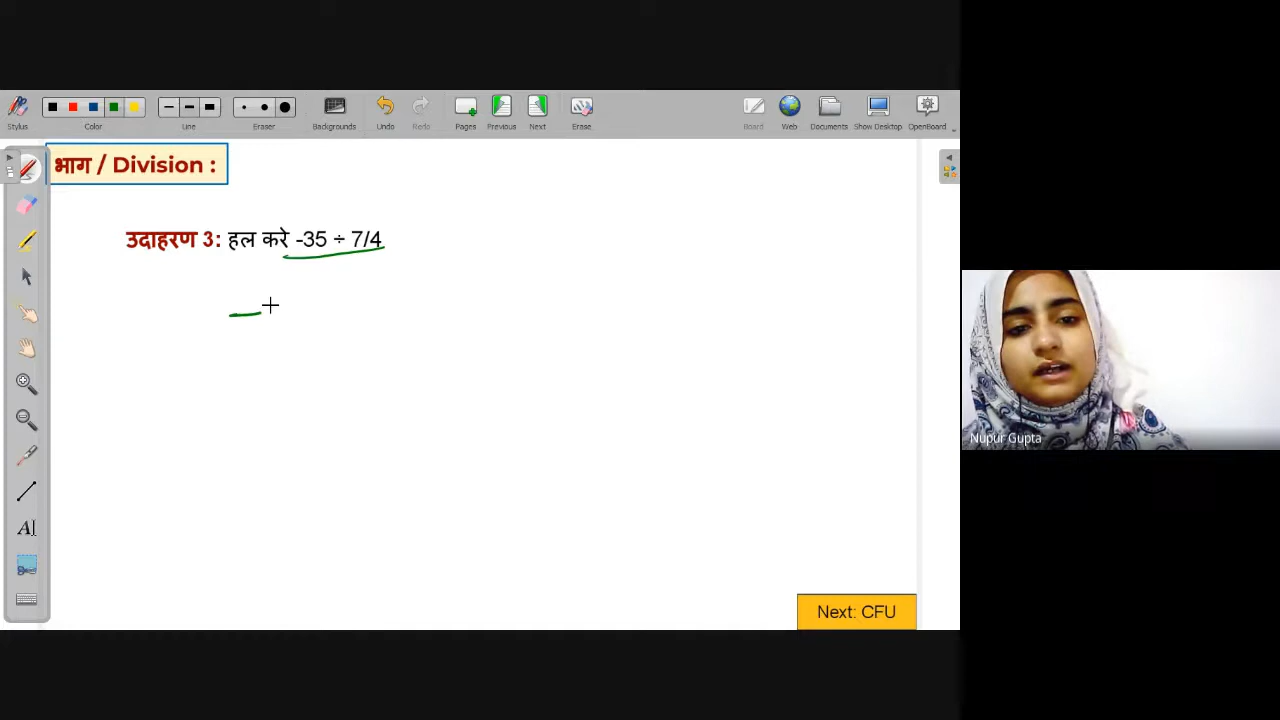 Stylus
Color
Line
Eraser
Backgrounds
Undo
Redo
Pages
Previous
Next
Erase
Board
Web
Documents
Show Desktop
OpenBoard
भाग / Division :
उदाहरण 3: हल करे -35 ÷ 7/4
Nupur Gupta
AI
Next: CFU